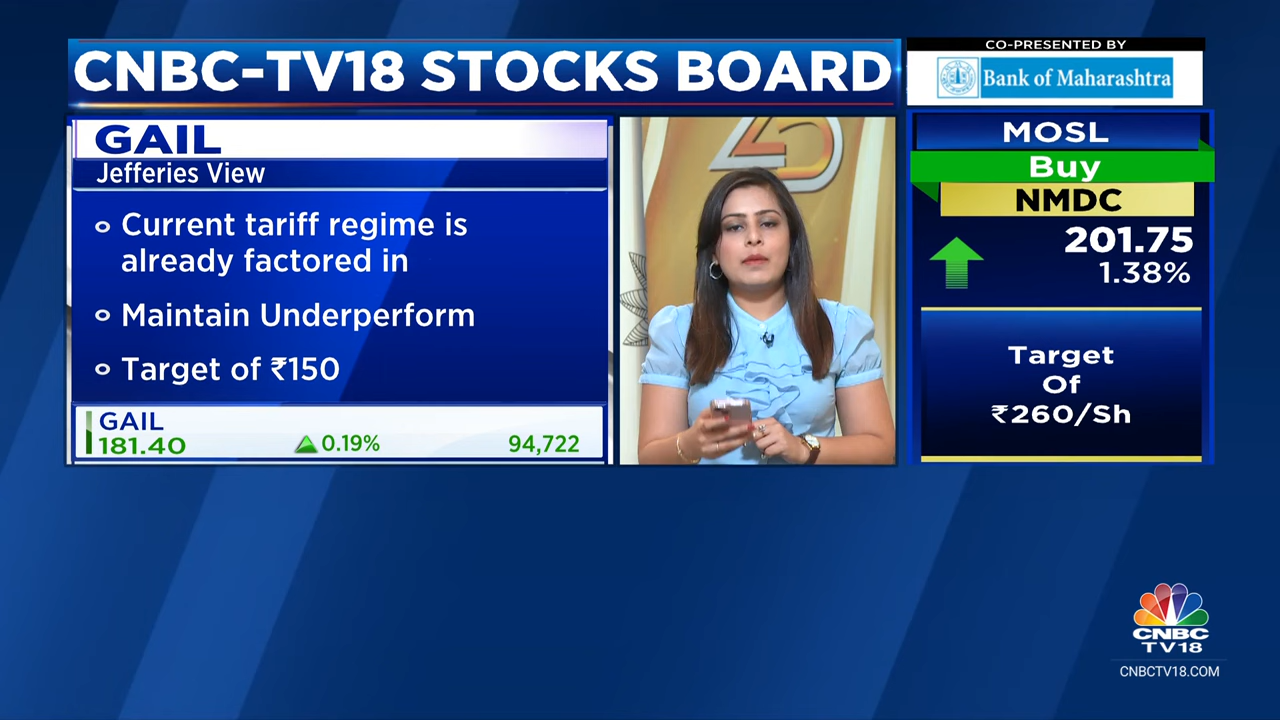 CNBC-TV18 STOCKS BOARD
CO-PRESENTED BY
Bank of Maharashtra
GAIL
Jefferies View
Current tariff regime is
already factored in
Maintain Underperform
Target of ₹150
GAIL
181.40 0.19% 94,722
25
MOSL
Buy
NMDC
201.75
1.38%
Target
Of
₹260/Sh
CNBC
TV18
CNBCTV18.COM